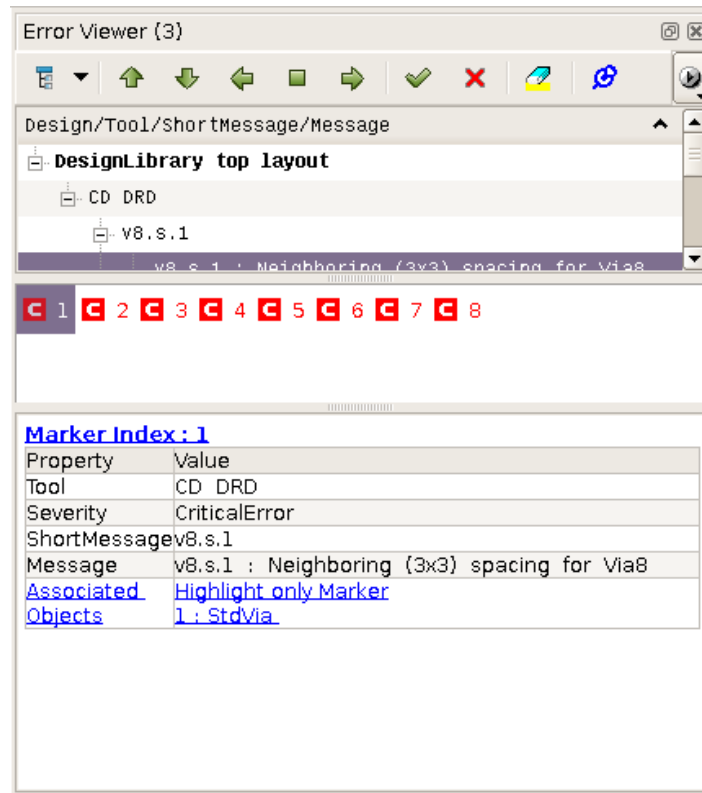 Error Viewer (3)
Design/Tool/ShortMessage/Message
DesignLibrary top layout
CD DRD
v8.s.1
v8.s.1 : Neighboring (3x3) spacing for Via8
C 1 C 2 C 3 C 4 C 5 C 6 C 7 C 8
Marker Index : 1
Property Value
Tool CD DRD
Severity CriticalError
ShortMessage v8.s.1
Message v8.s.1 : Neighboring (3x3) spacing for Via8
Associated Highlight only Marker
Objects 1 : StdVia